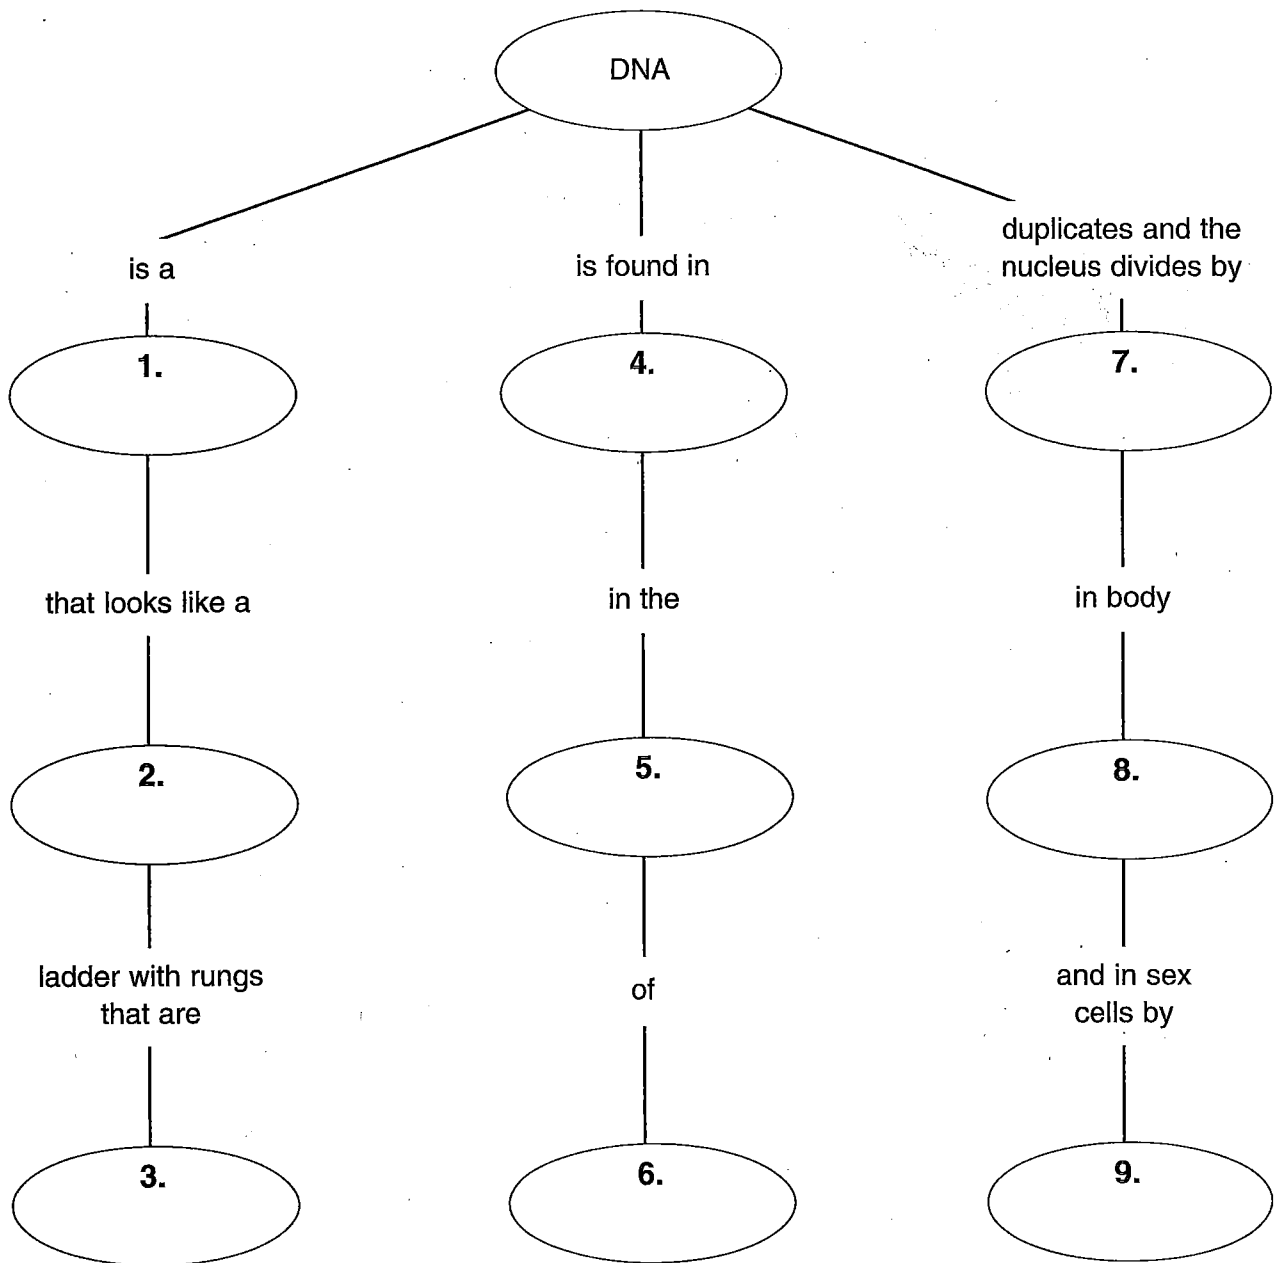 DNA
is a
is found in
duplicates and the
nucleus divides by
1.
4.
7.
that looks like a
in the
in body
2.
5.
8.
ladder with rungs
that are
of
and in sex
cells by
3.
6.
9.